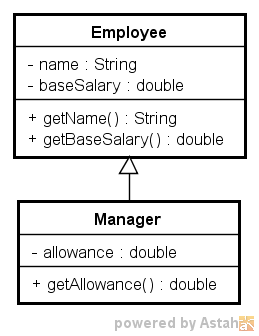 Employee
- name : String
- baseSalary : double
+ getName() : String
+ getBaseSalary() : double
Manager
- allowance : double
+ getAllowance() : double
powered by Astah